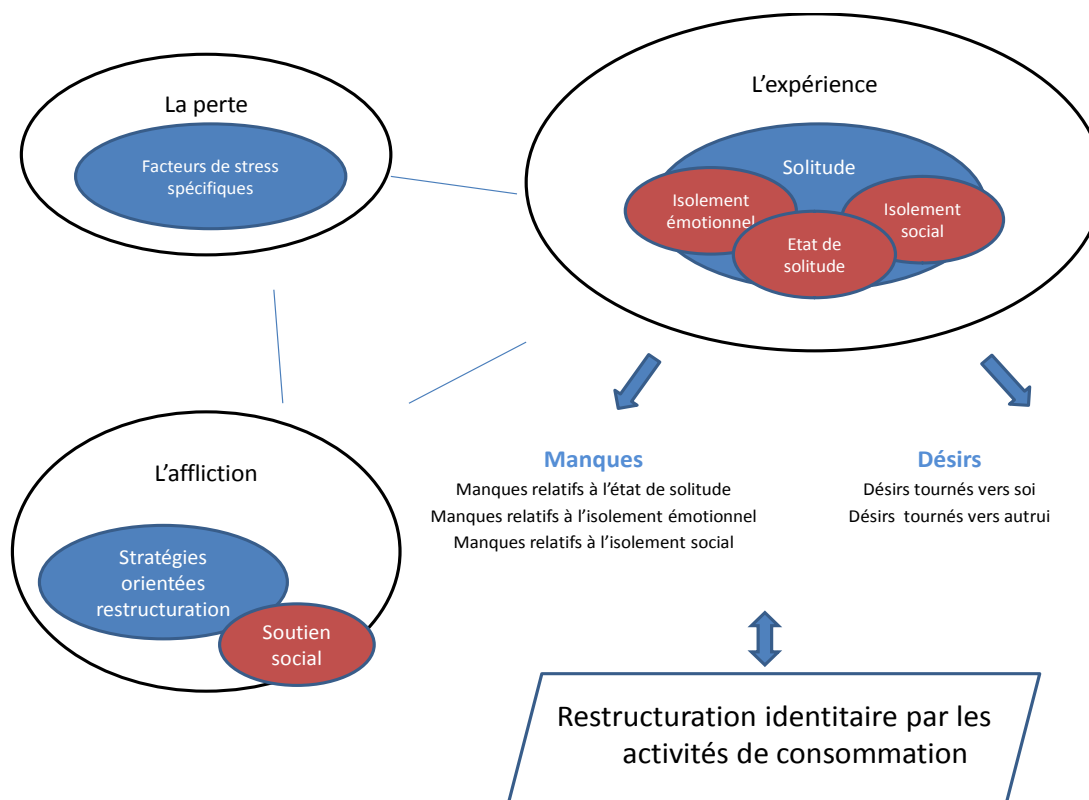 La perte
Facteurs de stress
spécifiques
L’expérience
Solitude
Isolement
émotionnel
Isolement
social
Etat de
solitude
L’affliction
Stratégies
orientées
restructuration
Soutien
social
Manques
Manques relatifs à l’état de solitude
Manques relatifs à l’isolement émotionnel
Manques relatifs à l’isolement social
Désirs
Désirs tournés vers soi
Désirs tournés vers autrui
Restructuration identitaire par les
activités de consommation